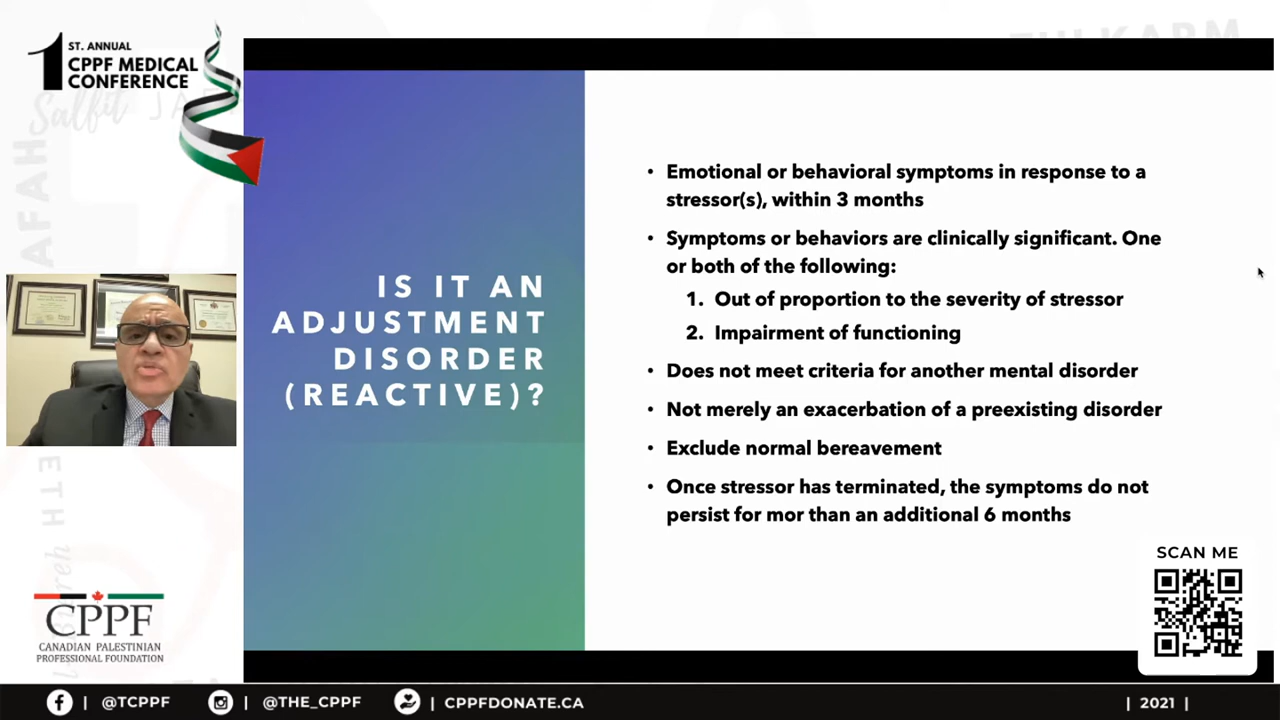 1 ST. ANNUAL
CPPF MEDICAL
CONFERENCE
TULKARM
Salfit
JAF
RAFAH
IS IT AN
ADJUSTMENT
DISORDER
(REACTIVE)?
• Emotional or behavioral symptoms in response to a
stressor(s), within 3 months
• Symptoms or behaviors are clinically significant. One
or both of the following:
1. Out of proportion to the severity of stressor
2. Impairment of functioning
• Does not meet criteria for another mental disorder
• Not merely an exacerbation of a preexisting disorder
• Exclude normal bereavement
• Once stressor has terminated, the symptoms do not
persist for mor than an additional 6 months
SCAN ME
CPPF
CANADIAN PALESTINIAN
PROFESSIONAL FOUNDATION
| @TCPPF
| @THE_CPPF
| CPPFDONATE.CA
| 2021 |